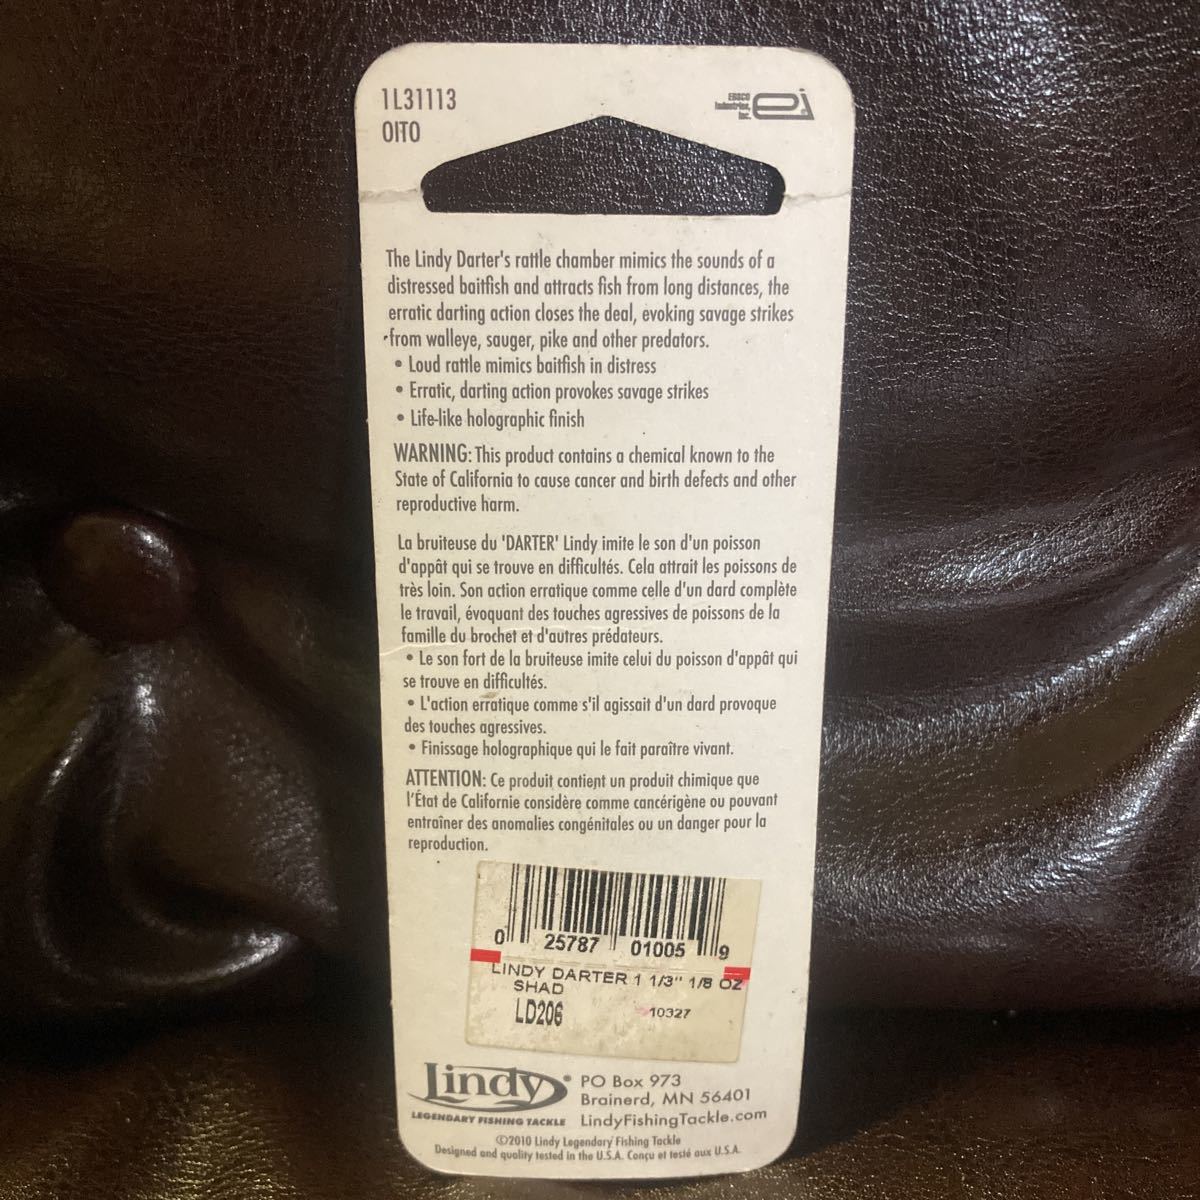 1L31113
OITO
EBSCO
Industries,
Inc.
ei
The Lindy Darter's rattle chamber mimics the sounds of a
distressed baitfish and attracts fish from long distances, the
erratic darting action closes the deal, evoking savage strikes
from walleye, sauger, pike and other predators.
• Loud rattle mimics baitfish in distress
• Erratic, darting action provokes savage strikes
• Life-like holographic finish
WARNING: This product contains a chemical known to the
State of California to cause cancer and birth defects and other
reproductive harm.
La bruiteuse du 'DARTER' Lindy imite le son d'un poisson
d'appât qui se trouve en difficultés. Cela attrait les poissons de
très loin. Son action erratique comme celle d'un dard complète
le travail, évoquant des touches agressives de poissons de la
famille du brochet et d'autres prédateurs.
• Le son fort de la bruiteuse imite celui du poisson d'appât qui
se trouve en difficultés.
• L'action erratique comme s'il agissait d'un dard provoque
des touches agressives.
• Finissage holographique qui le fait paraître vivant.
ATTENTION: Ce produit contient un produit chimique que
l'État de Californie considère comme cancérigène ou pouvant
entraîner des anomalies congénitales ou un danger pour la
reproduction.
0 25787 01005 9
LINDY DARTER 1 1/3" 1/8 OZ
SHAD
LD206 10327
Lindy®
LEGENDARY FISHING TACKLE
PO Box 973
Brainerd, MN 56401
LindyFishingTackle.com
©2010 Lindy Legendary Fishing Tackle
Designed and quality tested in the U.S.A. Conçu et testé aux U.S.A.